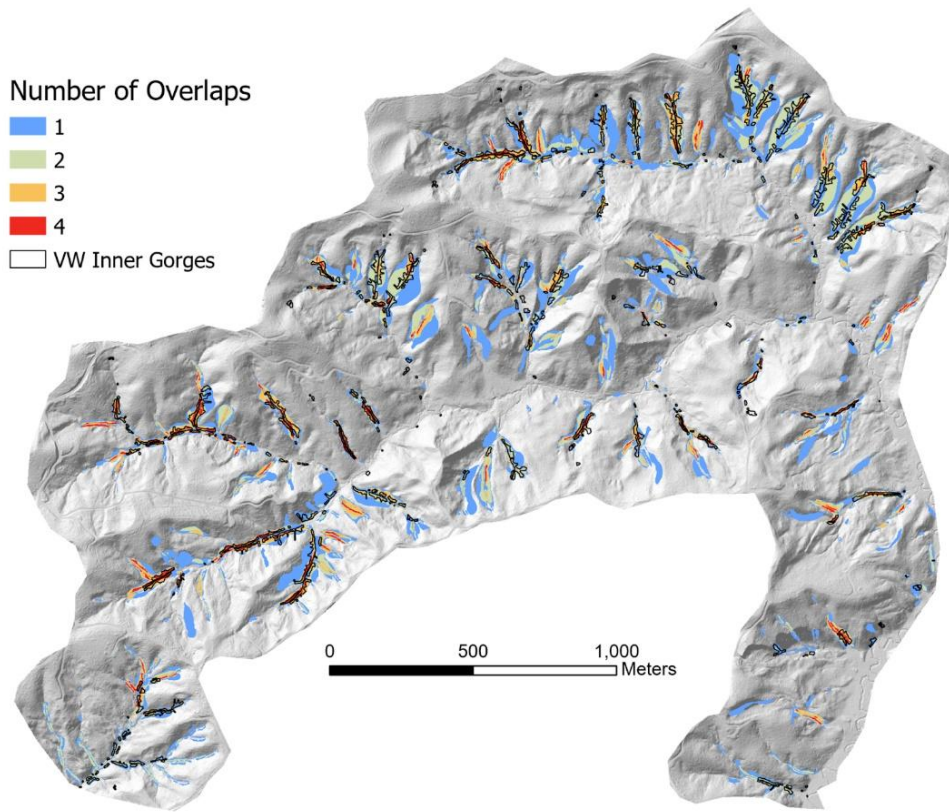 Number of Overlaps
1
2
3
4
VW Inner Gorges
0 500 1,000
Meters